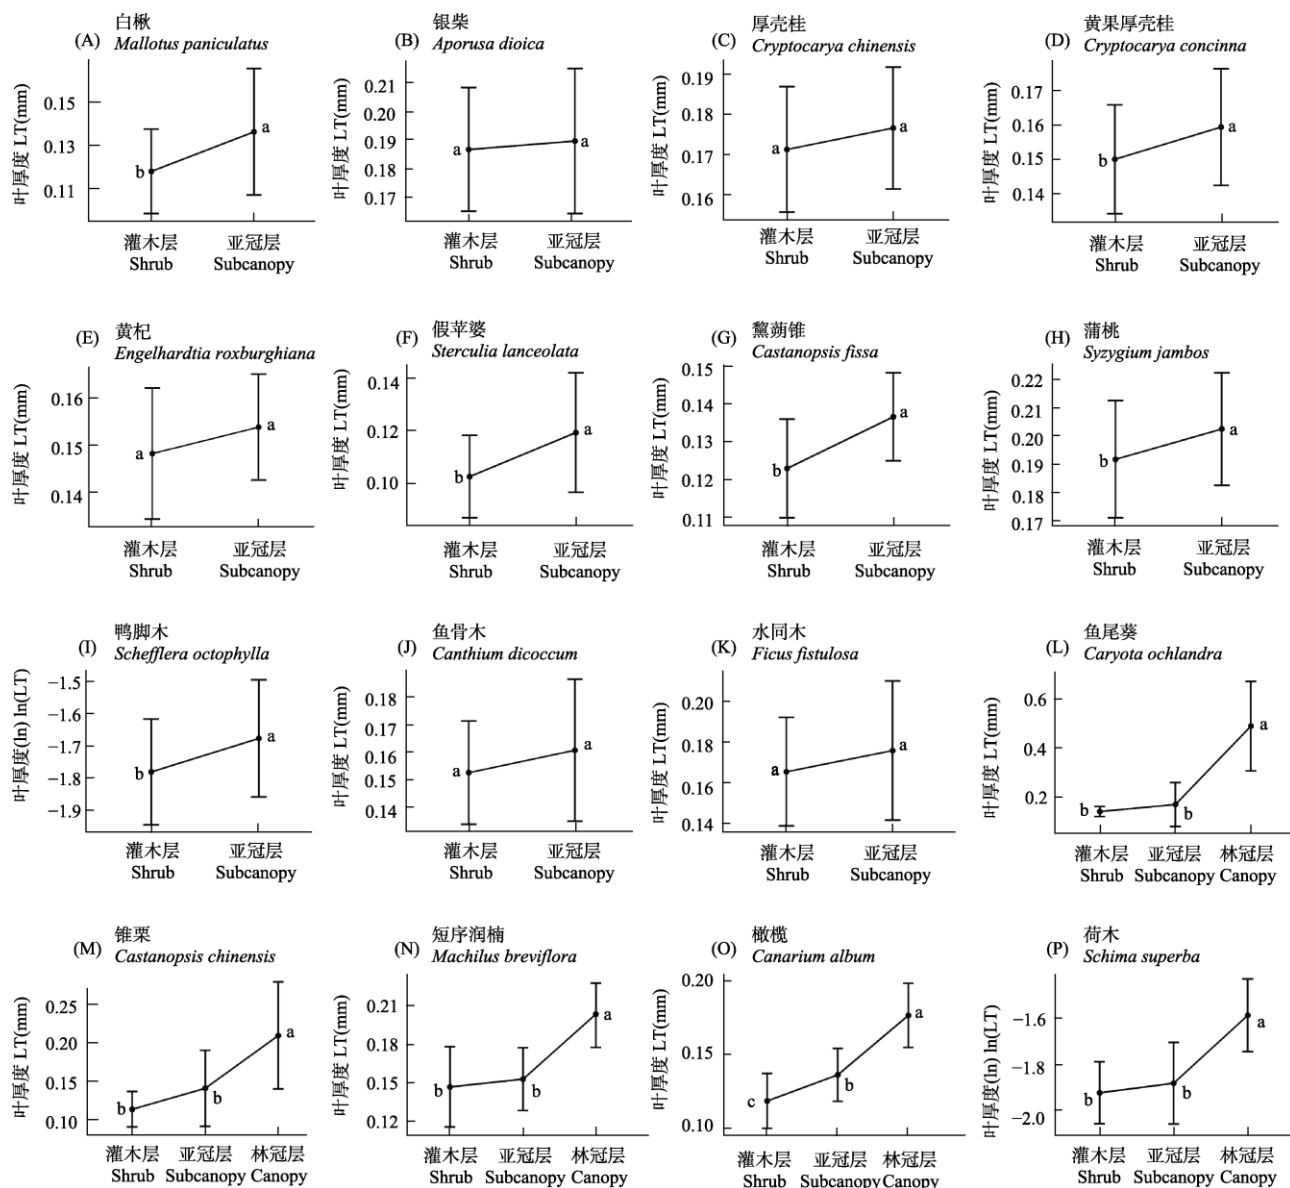 (A) 白楸
Mallotus paniculatus
叶厚度 LT(mm)
0.15
0.13
0.11
b
a
灌木层
Shrub
亚冠层
Subcanopy
(B) 银柴
Aporusa dioica
叶厚度 LT(mm)
0.21
0.20
0.19
0.18
0.17
a
a
灌木层
Shrub
亚冠层
Subcanopy
(C) 厚壳桂
Cryptocarya chinensis
叶厚度 LT(mm)
0.19
0.18
0.17
0.16
a
a
灌木层
Shrub
亚冠层
Subcanopy
(D) 黄果厚壳桂
Cryptocarya concinna
叶厚度 LT(mm)
0.17
0.16
0.15
0.14
b
a
灌木层
Shrub
亚冠层
Subcanopy
(E) 黄杞
Engelhardtia roxburghiana
叶厚度 LT(mm)
0.16
0.15
0.14
a
a
灌木层
Shrub
亚冠层
Subcanopy
(F) 假苹婆
Sterculia lanceolata
叶厚度 LT(mm)
0.14
0.12
0.10
b
a
灌木层
Shrub
亚冠层
Subcanopy
(G) 黧蒴锥
Castanopsis fissa
叶厚度 LT(mm)
0.15
0.14
0.13
0.12
0.11
b
a
灌木层
Shrub
亚冠层
Subcanopy
(H) 蒲桃
Syzygium jambos
叶厚度 LT(mm)
0.22
0.21
0.20
0.19
0.18
0.17
b
a
灌木层
Shrub
亚冠层
Subcanopy
(I) 鸭脚木
Schefflera octophylla
叶厚度(ln) ln(LT)
−1.5
−1.6
−1.7
−1.8
−1.9
b
a
灌木层
Shrub
亚冠层
Subcanopy
(J) 鱼骨木
Canthium dicoccum
叶厚度 LT(mm)
0.18
0.17
0.16
0.15
0.14
a
a
灌木层
Shrub
亚冠层
Subcanopy
(K) 水同木
Ficus fistulosa
叶厚度 LT(mm)
0.20
0.18
0.16
0.14
a
a
灌木层
Shrub
亚冠层
Subcanopy
(L) 鱼尾葵
Caryota ochlandra
叶厚度 LT(mm)
0.6
0.4
0.2
b
b
a
灌木层
Shrub
亚冠层
Subcanopy
林冠层
Canopy
(M) 锥栗
Castanopsis chinensis
叶厚度 LT(mm)
0.25
0.20
0.15
0.10
b
b
a
灌木层
Shrub
亚冠层
Subcanopy
林冠层
Canopy
(N) 短序润楠
Machilus breviflora
叶厚度 LT(mm)
0.21
0.18
0.15
0.12
b
b
a
灌木层
Shrub
亚冠层
Subcanopy
林冠层
Canopy
(O) 橄榄
Canarium album
叶厚度 LT(mm)
0.20
0.15
0.10
c
b
a
灌木层
Shrub
亚冠层
Subcanopy
林冠层
Canopy
(P) 荷木
Schima superba
叶厚度(ln) ln(LT)
−1.6
−1.8
−2.0
b
b
a
灌木层
Shrub
亚冠层
Subcanopy
林冠层
Canopy